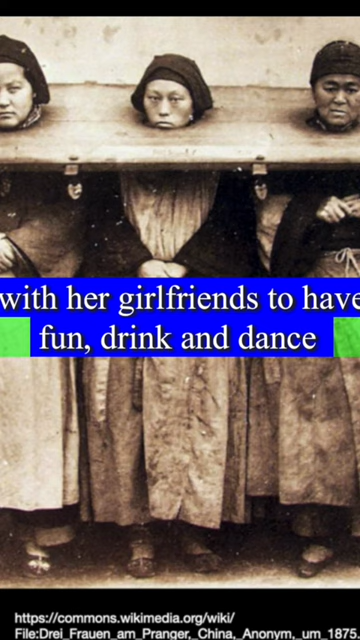 with her girlfriends to have
fun, drink and dance
https://commons.wikimedia.org/wiki/
File:Drei_Frauen_am_Pranger,_China,_Anonym,_um_1875.